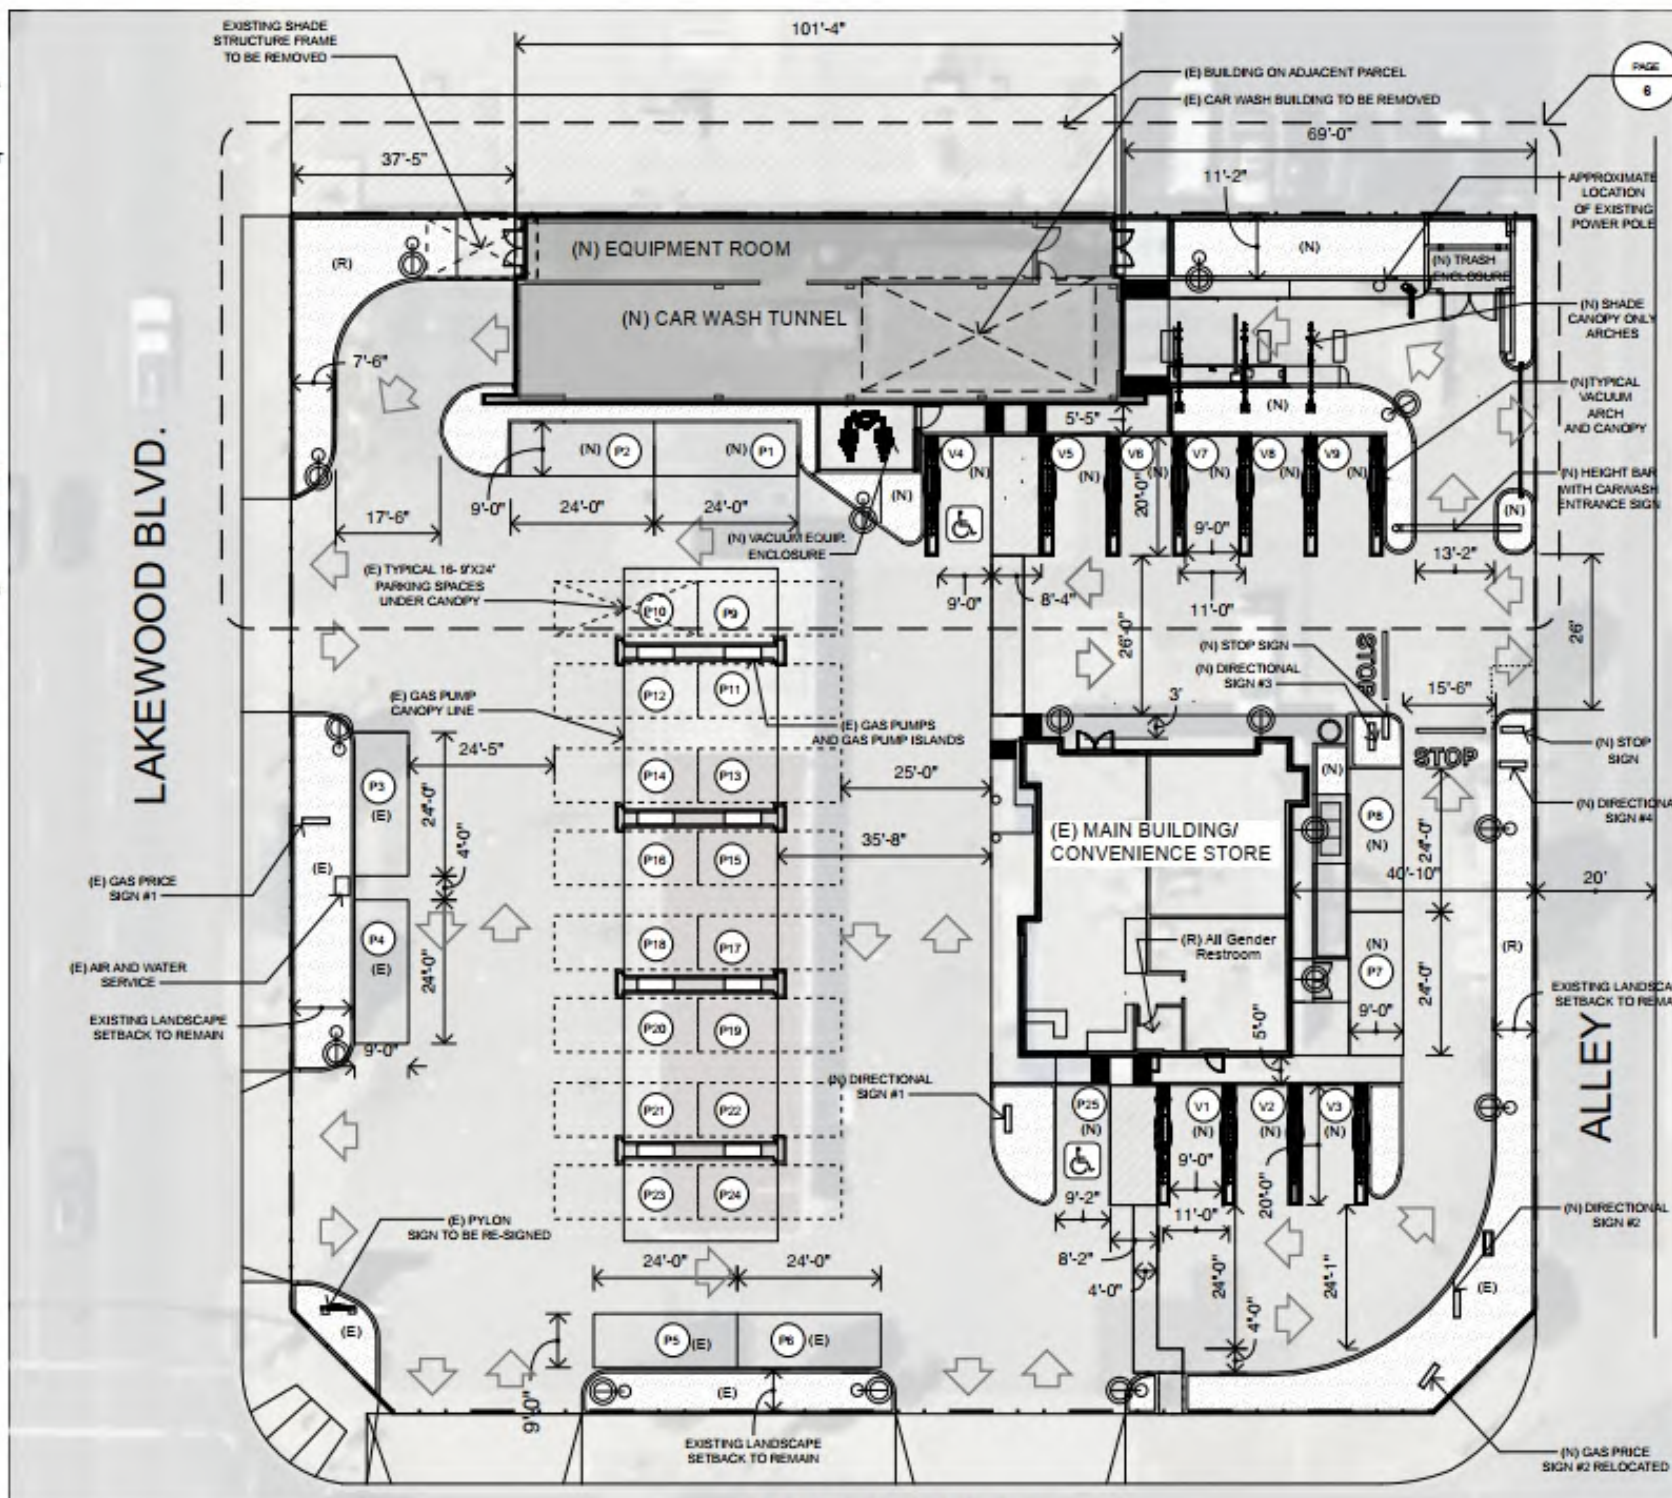 EXISTING SHADE
STRUCTURE FRAME
TO BE REMOVED
101'-4"
(E) BUILDING ON ADJACENT PARCEL
(E) CAR WASH BUILDING TO BE REMOVED
PAGE
6
69'-0"
37'-5"
11'-2"
APPROXIMATE
LOCATION
OF EXISTING
POWER POLE
(R)
(N) EQUIPMENT ROOM
(N)
(N) TRASH
ENCLOSURE
(N) CAR WASH TUNNEL
(N) SHADE
CANOPY ONLY
ARCHES
7'-6"
(N)TYPICAL
VACUUM
ARCH
AND CANOPY
(N)
5'-5"
LAKEWOOD BLVD.
(N) P2
(N) P1
V4
(N)
V5
(N)
V6
(N)
V7
(N)
V8
(N)
V9
(N)
(N) HEIGHT BAR
WITH CARWASH
ENTRANCE SIGN
9'-0"
24'-0"
24'-0"
(N)
20'-0"
(N)
17'-6"
(N) VACUUM EQUIP.
ENCLOSURE
9'-0"
13'-2"
(E) TYPICAL 16- 9'X24'
PARKING SPACES
UNDER CANOPY
9'-0"
8'-4"
11'-0"
P10
P9
26'-0"
26'
STOP
(N) STOP SIGN
(N) DIRECTIONAL
SIGN #3
15'-6"
(E) GAS PUMP
CANOPY LINE
P12
P11
3'
(E) GAS PUMPS
AND GAS PUMP ISLANDS
24'-5"
25'-0"
STOP
(N) STOP
SIGN
P3
(E)
24'-0"
P14
P13
(N)
(N) DIRECTIONA
SIGN #4
4'-0"
35'-8"
(E) MAIN BUILDING/
CONVENIENCE STORE
P8
(N)
24'-0"
P16
P15
(E)
(E) GAS PRICE
SIGN #1
40'-10"
20'
P4
(E)
P18
P17
(R) All Gender
Restroom
(N)
P7
(R)
(E) AIR AND WATER
SERVICE
24'-0"
24'-0"
EXISTING LANDSCA
SETBACK TO REMA
EXISTING LANDSCAPE
SETBACK TO REMAIN
P20
P19
9'-0"
9'-0"
5'-0"
ALLEY
(N) DIRECTIONAL
SIGN #1
P21
P22
P25
(N)
V1
(N)
V2
(N)
V3
(N)
9'-0"
20'-0"
P23
P24
9'-2"
11'-0"
(E) PYLON
SIGN TO BE RE-SIGNED
(N) DIRECTIONAL
SIGN #2
24'-0"
24'-0"
8'-2"
4'-0"
24'-0"
24'-1"
(E)
(E)
P5 (E)
P6 (E)
4'-0"
9'-0"
(E)
EXISTING LANDSCAPE
SETBACK TO REMAIN
(N) GAS PRICE
SIGN #2 RELOCATED